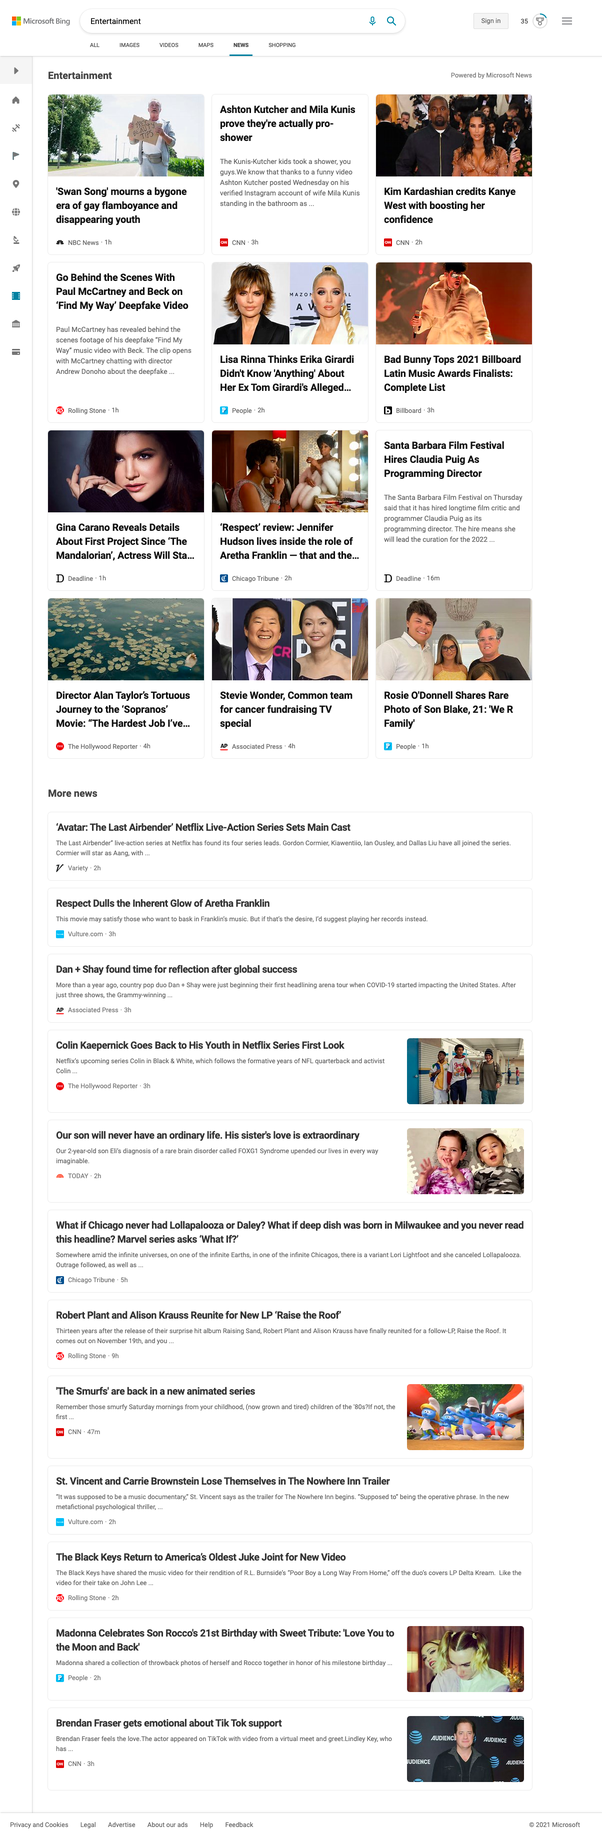 Microsoft Bing
Entertainment
Sign in
35
ALL
IMAGES
VIDEOS
MAPS
NEWS
SHOPPING
Entertainment
Powered by Microsoft News
'Swan Song' mourns a bygone
era of gay flamboyance and
disappearing youth
NBC News · 1h
Ashton Kutcher and Mila Kunis
prove they're actually pro-
shower
The Kunis-Kutcher kids took a shower, you
guys.We know that thanks to a funny video
Ashton Kutcher posted Wednesday on his
verified Instagram account of wife Mila Kunis
standing in the bathroom as ...
CNN · 3h
Kim Kardashian credits Kanye
West with boosting her
confidence
CNN · 2h
Go Behind the Scenes With
Paul McCartney and Beck on
'Find My Way' Deepfake Video
Paul McCartney has revealed behind the
scenes footage of his deepfake "Find My
Way" music video with Beck. The clip opens
with McCartney chatting with director
Andrew Donoho about the deepfake ...
Rolling Stone · 1h
Lisa Rinna Thinks Erika Girardi
Didn't Know 'Anything' About
Her Ex Tom Girardi's Alleged...
People · 2h
Bad Bunny Tops 2021 Billboard
Latin Music Awards Finalists:
Complete List
Billboard · 3h
Gina Carano Reveals Details
About First Project Since 'The
Mandalorian', Actress Will Sta...
Deadline · 1h
'Respect' review: Jennifer
Hudson lives inside the role of
Aretha Franklin — that and the...
Chicago Tribune · 2h
Santa Barbara Film Festival
Hires Claudia Puig As
Programming Director
The Santa Barbara Film Festival on Thursday
said that it has hired longtime film critic and
programmer Claudia Puig as its
programming director. The hire means she
will lead the curation for the 2022 ...
Deadline · 16m
Director Alan Taylor's Tortuous
Journey to the 'Sopranos'
Movie: "The Hardest Job I've...
The Hollywood Reporter · 4h
Stevie Wonder, Common team
for cancer fundraising TV
special
Associated Press · 4h
Rosie O'Donnell Shares Rare
Photo of Son Blake, 21: 'We R
Family'
People · 1h
More news
'Avatar: The Last Airbender' Netflix Live-Action Series Sets Main Cast
The Last Airbender" live-action series at Netflix has found its four series leads. Gordon Cormier, Kiawentiio, Ian Ousley, and Dallas Liu have all joined the series.
Cormier will star as Aang, with ...
Variety · 2h
Respect Dulls the Inherent Glow of Aretha Franklin
This movie may satisfy those who want to bask in Franklin's music. But if that's the desire, I'd suggest playing her records instead.
Vulture.com · 3h
Dan + Shay found time for reflection after global success
More than a year ago, country pop duo Dan + Shay were just beginning their first headlining arena tour when COVID-19 started impacting the United States. After
just three shows, the Grammy-winning ...
Associated Press · 3h
Colin Kaepernick Goes Back to His Youth in Netflix Series First Look
Netflix's upcoming series Colin in Black & White, which follows the formative years of NFL quarterback and activist
Colin ...
The Hollywood Reporter · 3h
Our son will never have an ordinary life. His sister's love is extraordinary
Our 2-year-old son Eli's diagnosis of a rare brain disorder called FOXG1 Syndrome upended our lives in every way
imaginable.
TODAY · 2h
What if Chicago never had Lollapalooza or Daley? What if deep dish was born in Milwaukee and you never read
this headline? Marvel series asks 'What If?'
Somewhere amid the infinite universes, on one of the infinite Earths, in one of the infinite Chicagos, there is a variant Lori Lightfoot and she canceled Lollapalooza.
Outrage followed, as well as ...
Chicago Tribune · 5h
Robert Plant and Alison Krauss Reunite for New LP 'Raise the Roof'
Thirteen years after the release of their surprise hit album Raising Sand, Robert Plant and Alison Krauss have finally reunited for a follow-LP, Raise the Roof. It
comes out on November 19th, and you ...
Rolling Stone · 9h
'The Smurfs' are back in a new animated series
Remember those smurfy Saturday mornings from your childhood, (now grown and tired) children of the '80s?If not, the
first ...
CNN · 47m
St. Vincent and Carrie Brownstein Lose Themselves in The Nowhere Inn Trailer
"It was supposed to be a music documentary," St. Vincent says as the trailer for The Nowhere Inn begins. "Supposed to" being the operative phrase. In the new
metafictional psychological thriller, ...
Vulture.com · 2h
The Black Keys Return to America's Oldest Juke Joint for New Video
The Black Keys have shared the music video for their rendition of R.L. Burnside's "Poor Boy a Long Way From Home," off the duo's covers LP Delta Kream. Like the
video for their take on John Lee ...
Rolling Stone · 2h
Madonna Celebrates Son Rocco's 21st Birthday with Sweet Tribute: 'Love You to
the Moon and Back'
Madonna shared a collection of throwback photos of herself and Rocco together in honor of his milestone birthday ...
People · 2h
Brendan Fraser gets emotional about Tik Tok support
Brendan Fraser feels the love.The actor appeared on TikTok with video from a virtual meet and greet.Lindley Key, who
has ...
CNN · 3h
Privacy and Cookies
Legal
Advertise
About our ads
Help
Feedback
© 2021 Microsoft